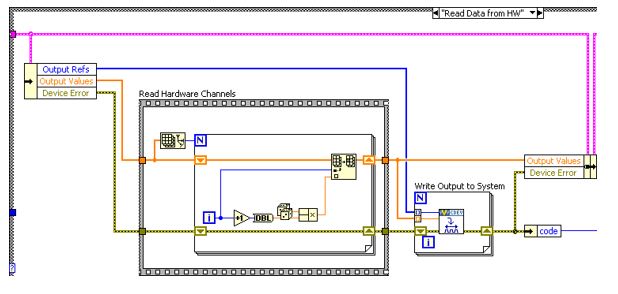 "Read Data from HW"
Output Refs
Output Values
Device Error
Read Hardware Channels
N
i
+1
DBL
x
Write Output to System
N
i
Output Values
Device Error
code
?